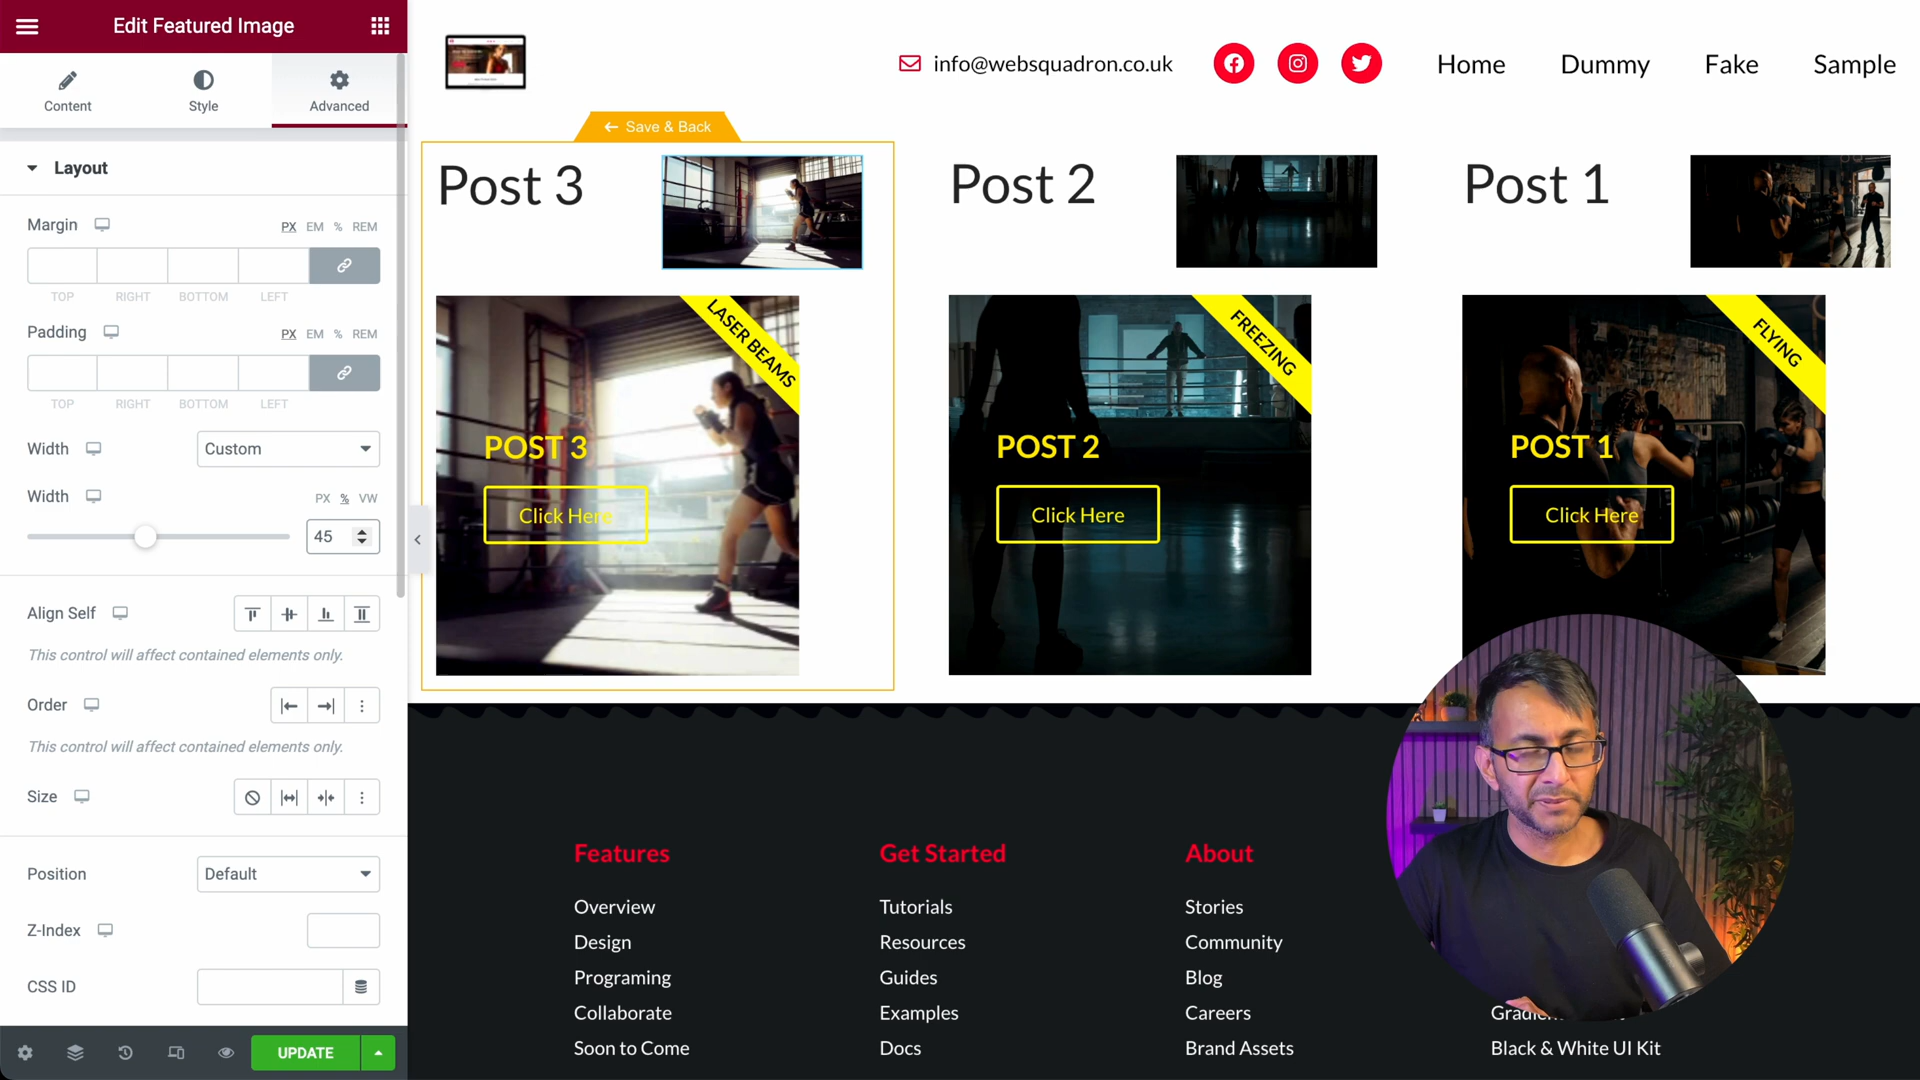 Edit Featured Image
Content
Style
Advanced
Layout
Margin
PX EM % REM
TOP RIGHT BOTTOM LEFT
Padding
PX EM % REM
TOP RIGHT BOTTOM LEFT
Width
Custom
Width
PX % VW
45
Align Self
This control will affect contained elements only.
Order
This control will affect contained elements only.
Size
Position
Default
Z-Index
CSS ID
UPDATE
info@websquadron.co.uk
Home
Dummy
Fake
Sample
Save & Back
Post 3
Post 2
Post 1
LASER BEAMS
POST 3
Click Here
FREEZING
POST 2
Click Here
FLYING
POST 1
Click Here
Features
Overview
Design
Programing
Collaborate
Soon to Come
Get Started
Tutorials
Resources
Guides
Examples
Docs
About
Stories
Community
Blog
Careers
Brand Assets
Black & White UI Kit